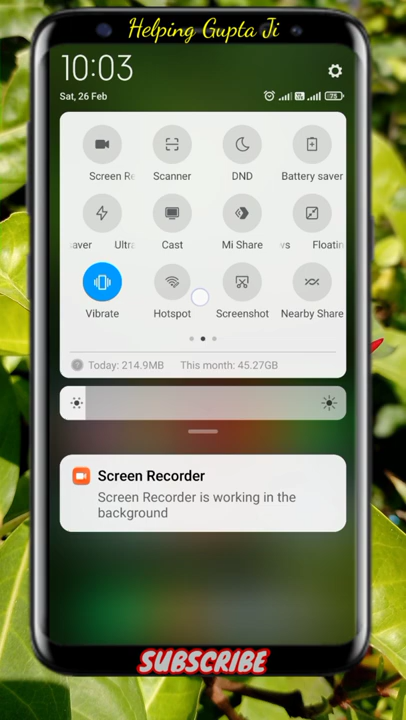 Helping Gupta Ji
10:03
Sat, 26 Feb
75
Screen Re
Scanner
DND
Battery saver
aver
Ultra
Cast
Mi Share
ws
Floatin
Vibrate
Hotspot
Screenshot
Nearby Share
Today: 214.9MB
This month: 45.27GB
Screen Recorder
Screen Recorder is working in the
background
SUBSCRIBE